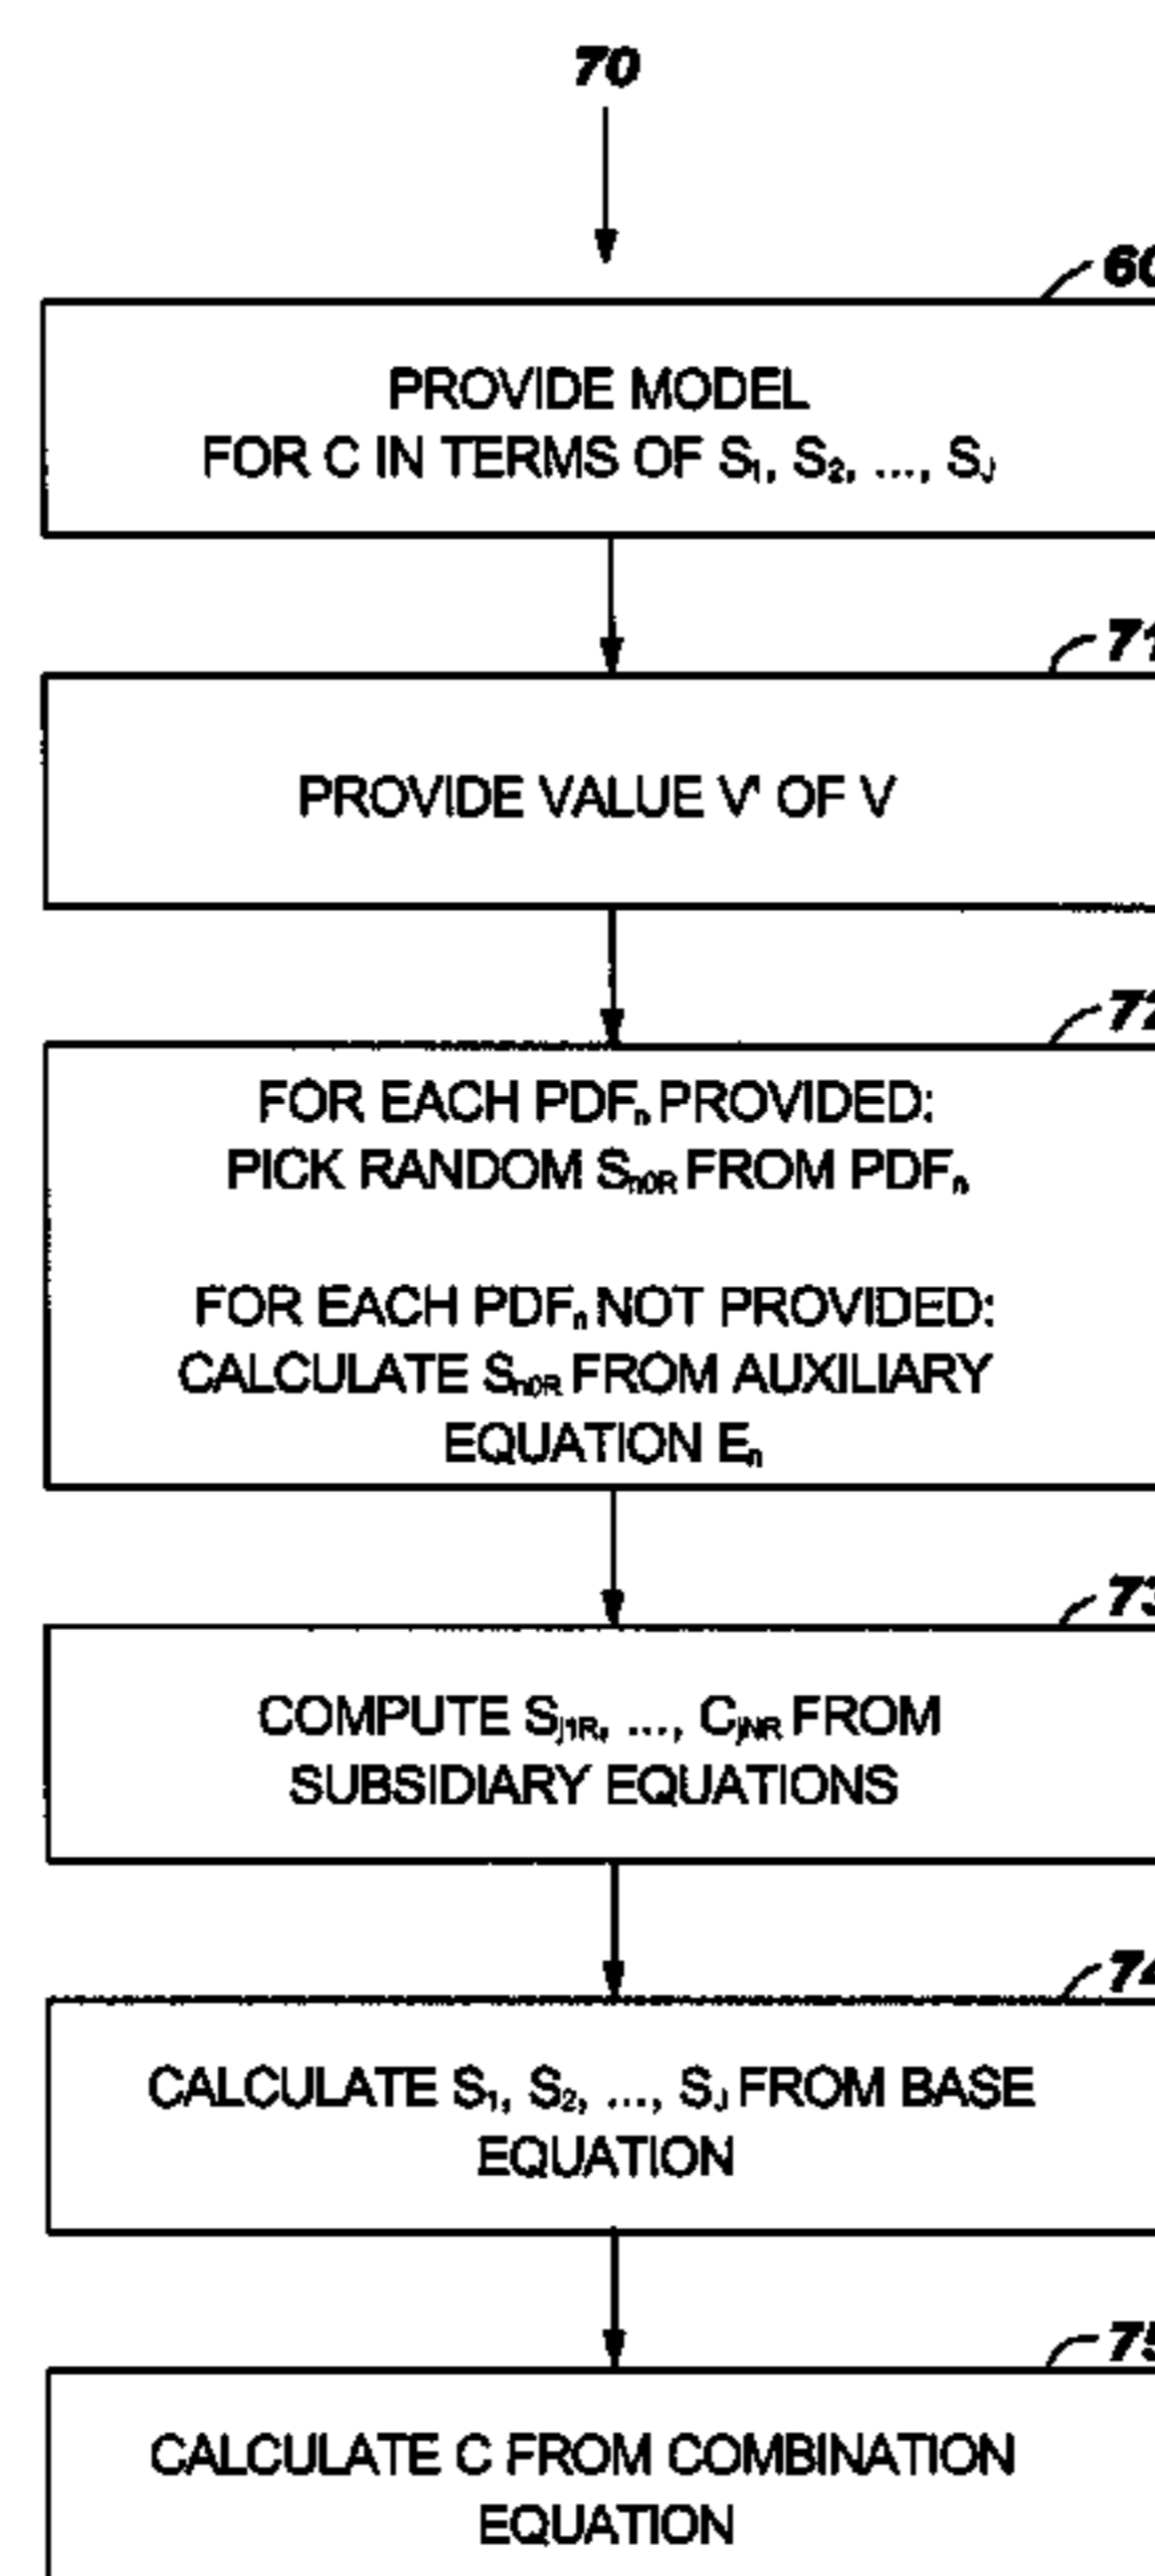 70
60
PROVIDE MODEL
FOR C IN TERMS OF S₁, S₂, ..., S_J
71
PROVIDE VALUE V' OF V
72
FOR EACH PDFₙ PROVIDED:
PICK RANDOM Sₙ₀R FROM PDFₙ
FOR EACH PDFₙ NOT PROVIDED:
CALCULATE Sₙ₀R FROM AUXILIARY
EQUATION Eₙ
73
COMPUTE Sj1R, ..., CjNR FROM
SUBSIDIARY EQUATIONS
74
CALCULATE S₁, S₂, ..., S_J FROM BASE
EQUATION
75
CALCULATE C FROM COMBINATION
EQUATION